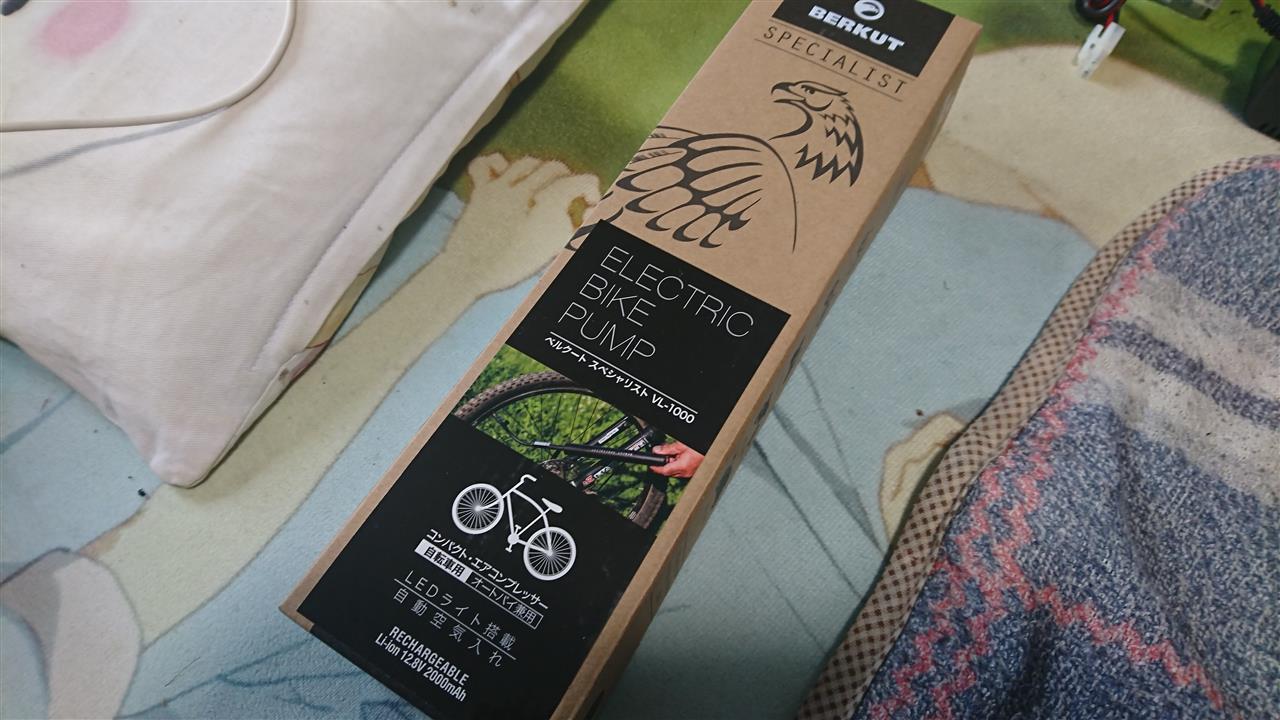 BERKUT
SPECIALIST
ELECTRIC
BIKE
PUMP
ベルクート スペシャリスト VL-1000
コンパクト・エアコンプレッサー
自転車用 オートバイ兼用
LEDライト搭載
自動空気入れ
RECHARGEABLE
Li-ion 12.8V 2000mAh